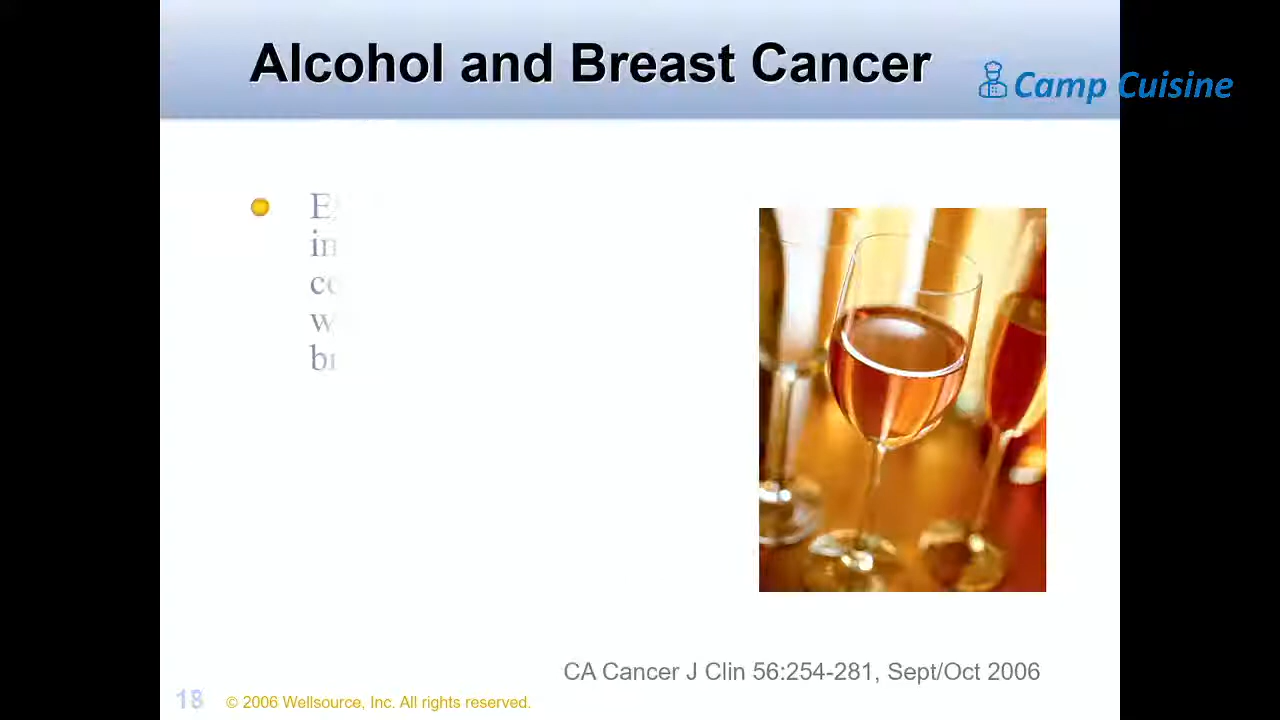 Alcohol and Breast Cancer
Camp Cuisine
CA Cancer J Clin 56:254-281, Sept/Oct 2006
18
© 2006 Wellsource, Inc. All rights reserved.